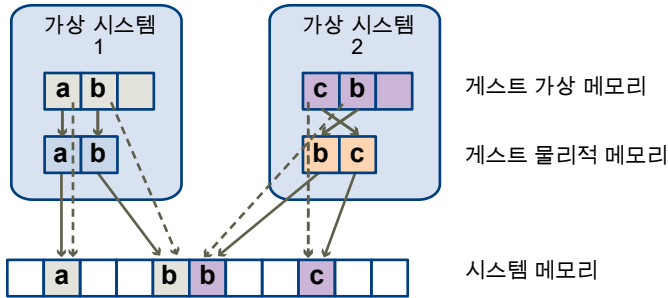 가상 시스템
1
가상 시스템
2
a b
c b
게스트 가상 메모리
a b
b c
게스트 물리적 메모리
a b b c
시스템 메모리